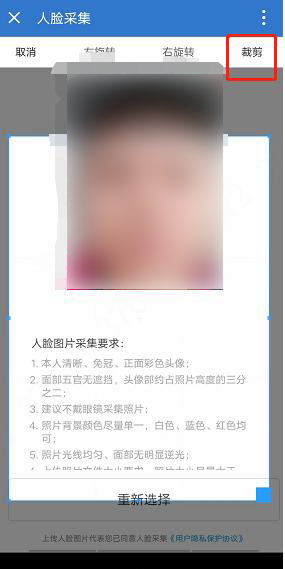 人脸采集
取消 左旋转 右旋转 裁剪
人脸图片采集要求：
1. 本人清晰、免冠、正面彩色头像；
2. 面部五官无遮挡，头像部约占照片高度的三分
之二；
3. 建议不戴眼镜采集照片；
4. 照片背景颜色尽量单一，白色、蓝色、红色均
可；
5. 照片光线均匀、面部无明显逆光；
重新选择
上传人脸图片代表您已同意人脸采集《用户隐私保护协议》